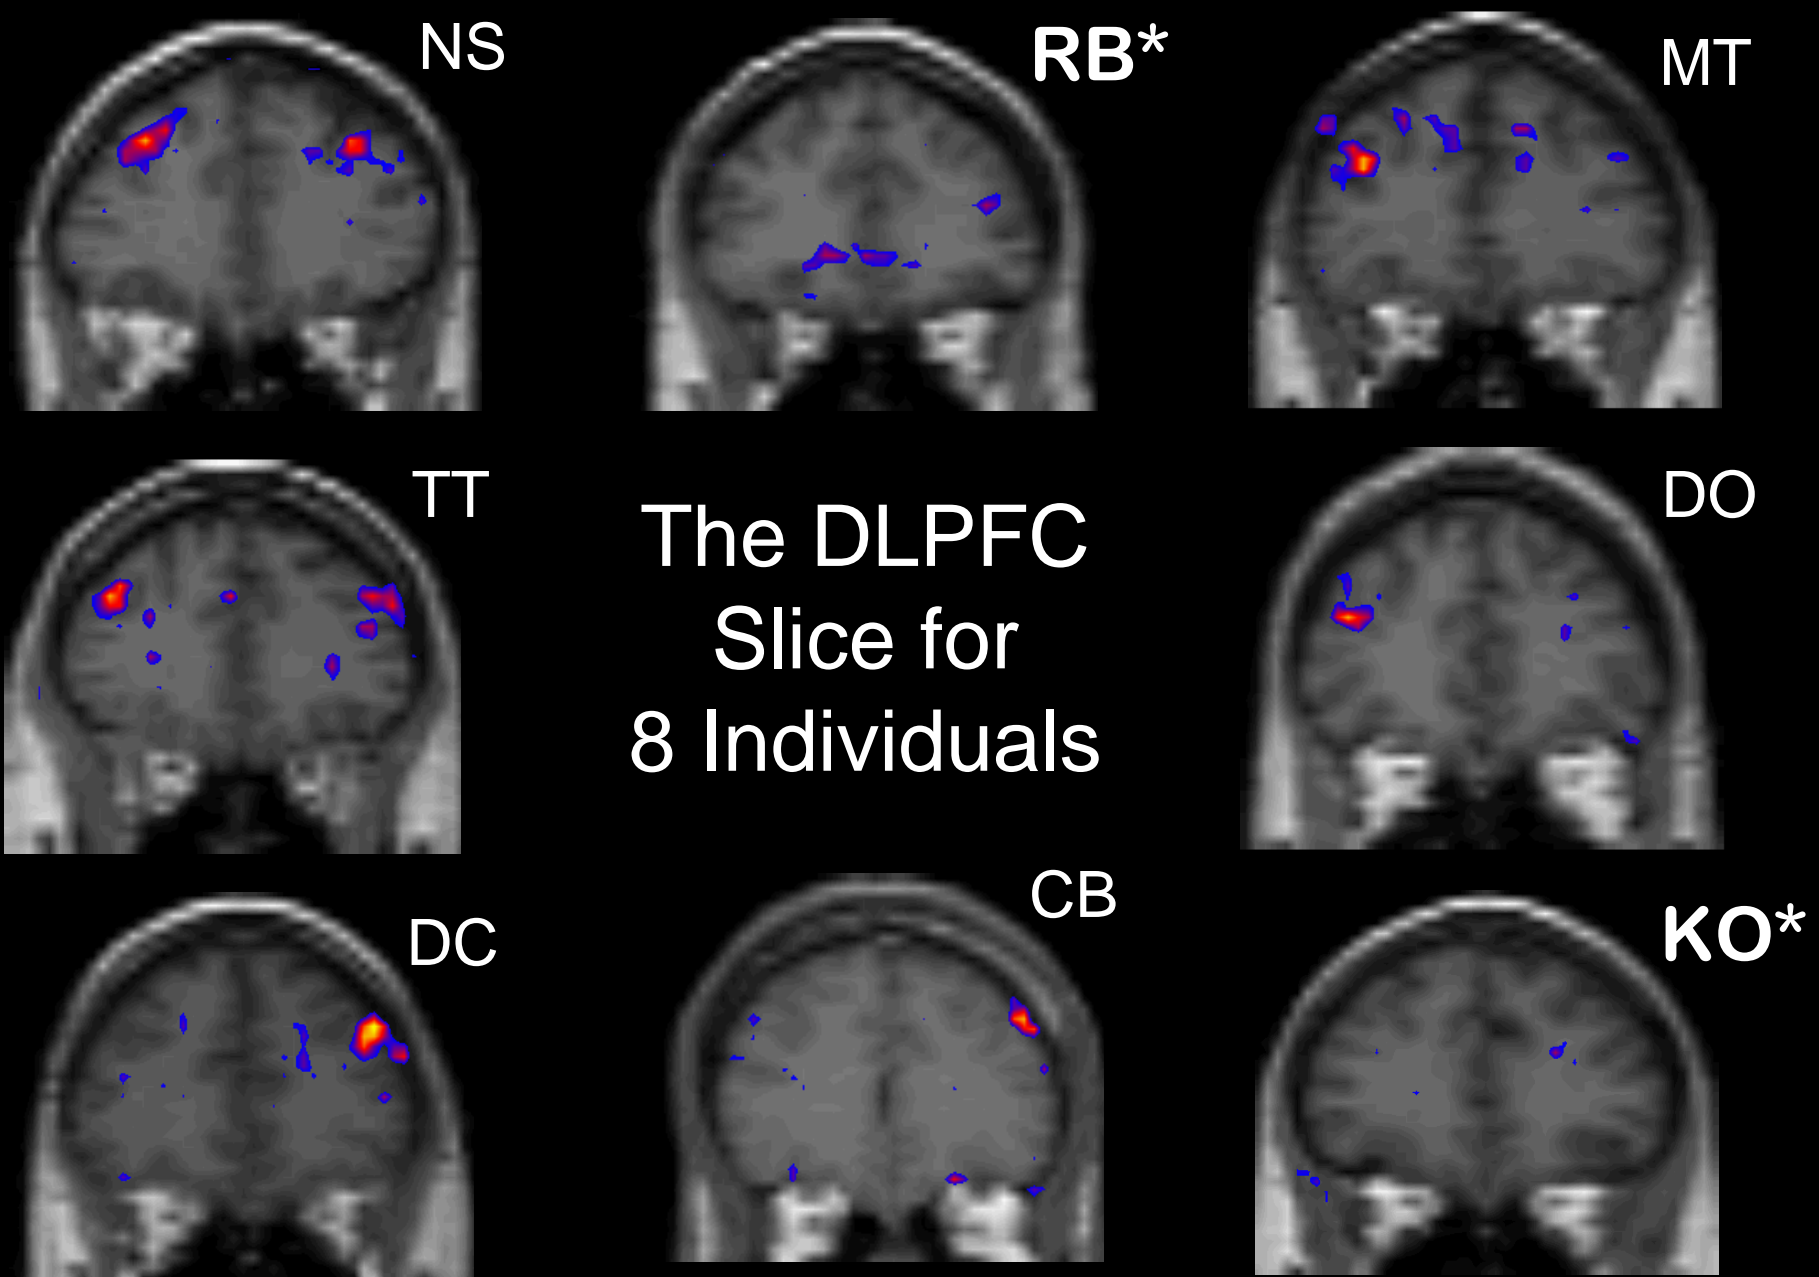 NS
RB*
MT
TT
The DLPFC
Slice for
8 Individuals
DO
DC
CB
KO*